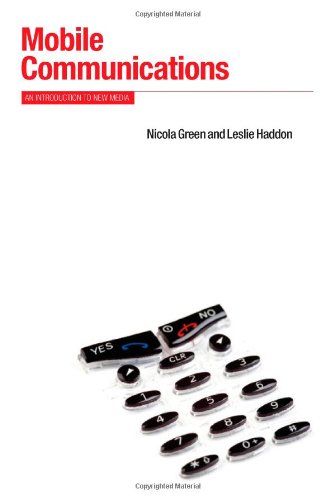 Copyrighted Material
Mobile
Communications
AN INTRODUCTION TO NEW MEDIA
Nicola Green and Leslie Haddon
YES
NO
CLR
1
2
3
4
5
6
7
8
9
* 0
0+
#
Copyrighted Material